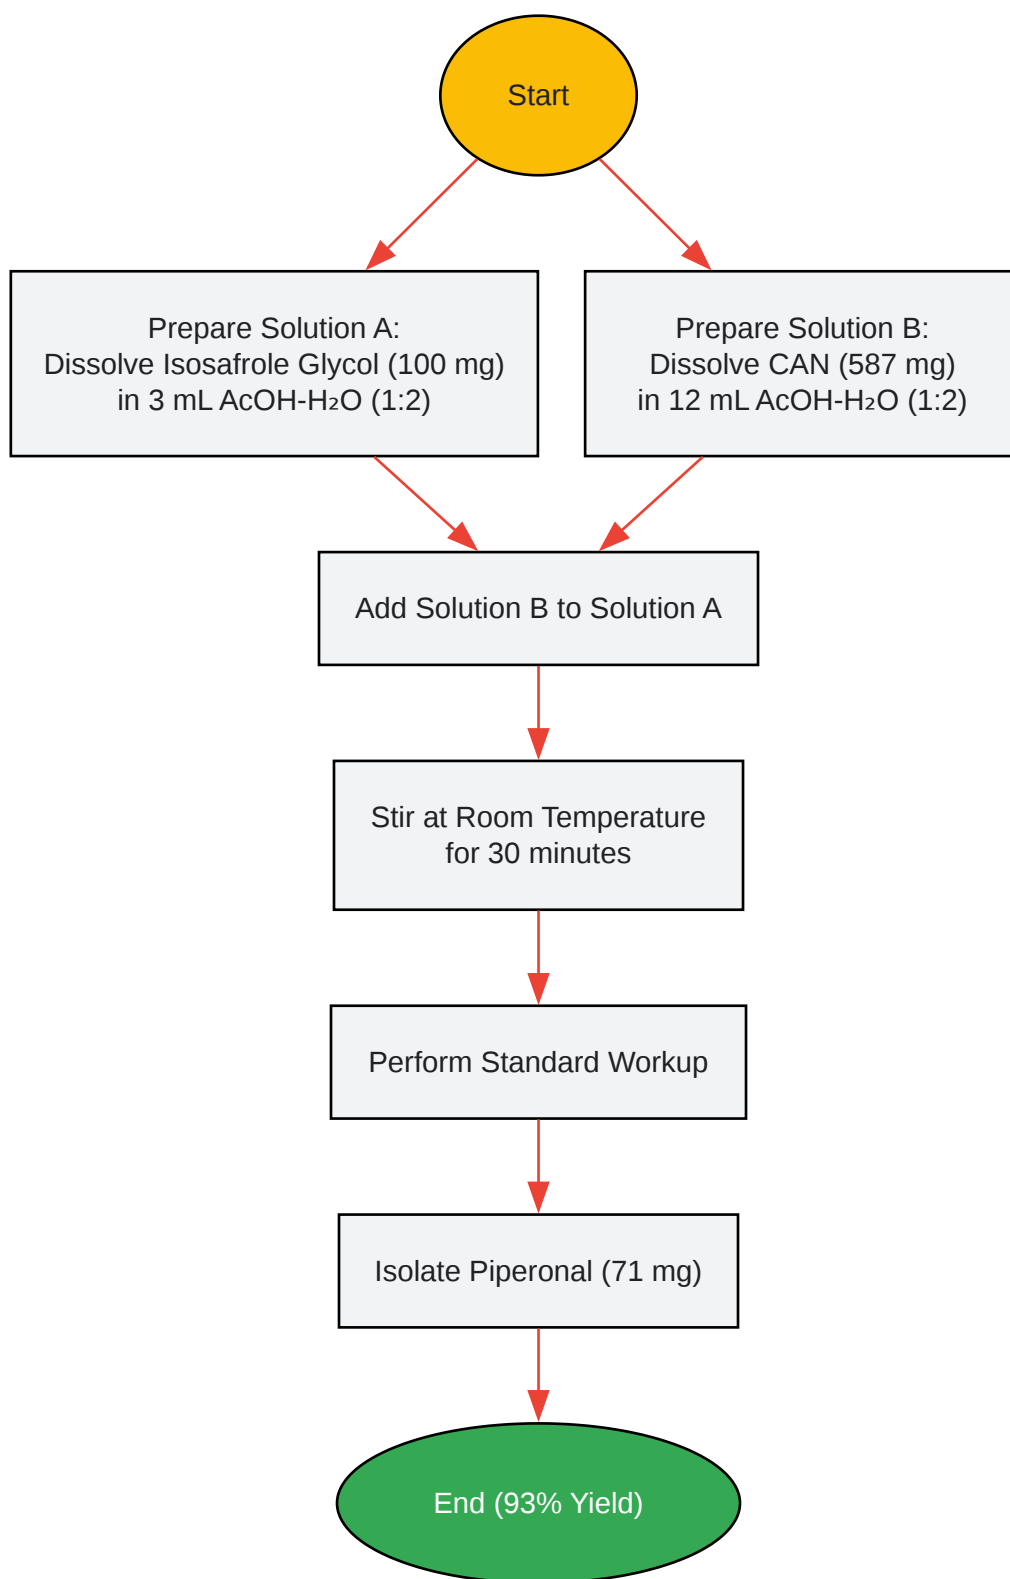 Start
Prepare Solution A:
Dissolve Isosafrole Glycol (100 mg)
in 3 mL AcOH-H₂O (1:2)
Prepare Solution B:
Dissolve CAN (587 mg)
in 12 mL AcOH-H₂O (1:2)
Add Solution B to Solution A
Stir at Room Temperature
for 30 minutes
Perform Standard Workup
Isolate Piperonal (71 mg)
End (93% Yield)